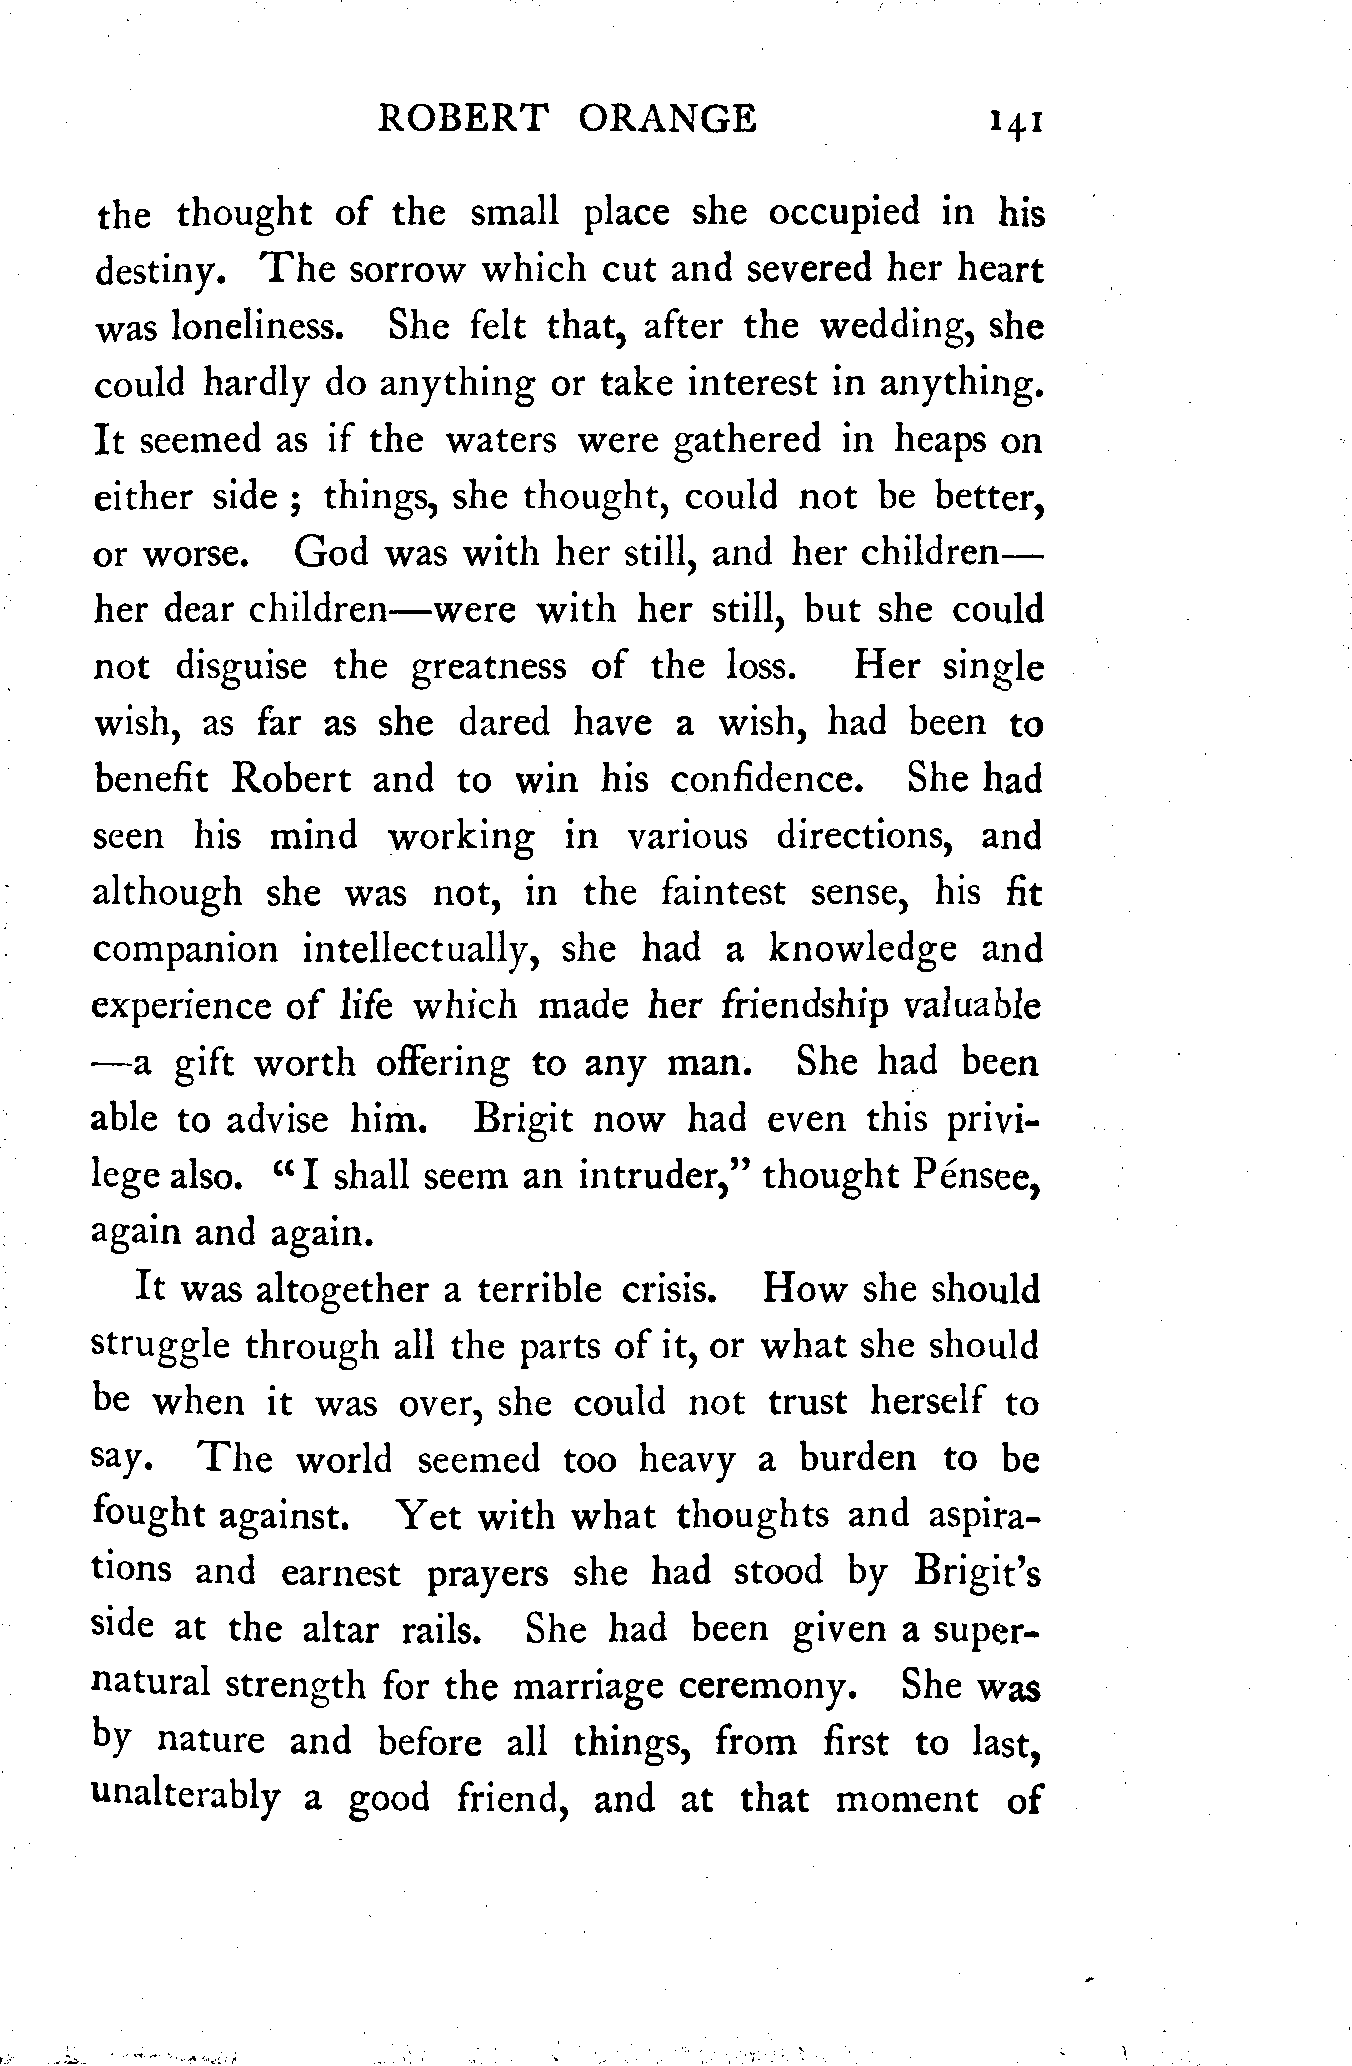 ROBERT ORANGE 141
the thought of the small place she occupied in his
destiny. The sorrow which cut and severed her heart
was loneliness. She felt that, after the wedding, she
could hardly do anything or take interest in anything.
It seemed as if the waters were gathered in heaps on
either side ; things, she thought, could not be better,
or worse. God was with her still, and her children—
her dear children—were with her still, but she could
not disguise the greatness of the loss. Her single
wish, as far as she dared have a wish, had been to
benefit Robert and to win his confidence. She had
seen his mind working in various directions, and
although she was not, in the faintest sense, his fit
companion intellectually, she had a knowledge and
experience of life which made her friendship valuable
—a gift worth offering to any man. She had been
able to advise him. Brigit now had even this privi-
lege also. “I shall seem an intruder,” thought Pénsee,
again and again.
It was altogether a terrible crisis. How she should
struggle through all the parts of it, or what she should
be when it was over, she could not trust herself to
say. The world seemed too heavy a burden to be
fought against. Yet with what thoughts and aspira-
tions and earnest prayers she had stood by Brigit’s
side at the altar rails. She had been given a super-
natural strength for the marriage ceremony. She was
by nature and before all things, from first to last,
unalterably a good friend, and at that moment of